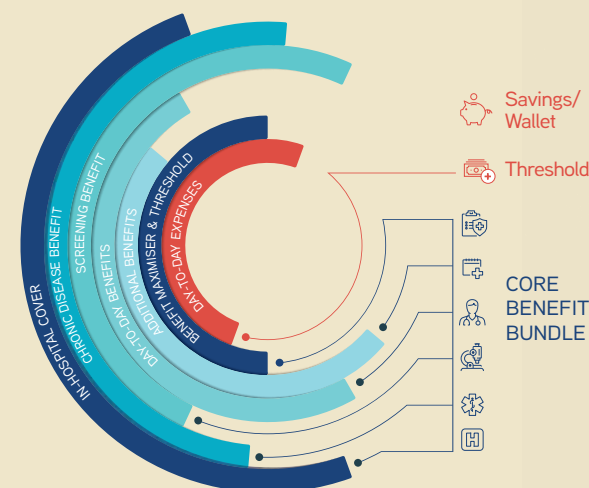 IN-HOSPITAL COVER
CHRONIC DISEASE BENEFIT
SCREENING BENEFIT
DAY-TO-DAY BENEFITS
ADDITIONAL BENEFITS
BENEFIT MAXIMISER & THRESHOLD
DAY-TO-DAY EXPENSES
Savings/
Wallet
Threshold
CORE
BENEFIT
BUNDLE
H